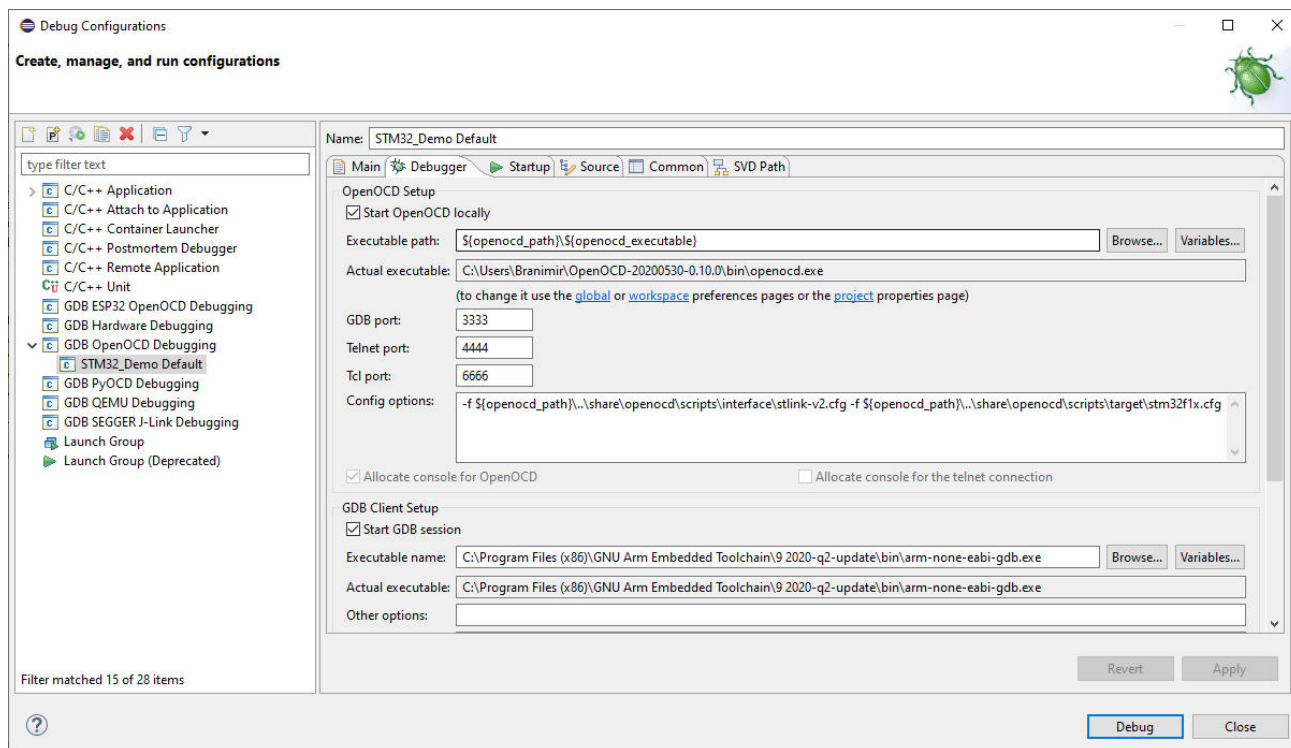 Debug Configurations
Create, manage, and run configurations
type filter text
C/C++ Application
C/C++ Attach to Application
C/C++ Container Launcher
C/C++ Postmortem Debugger
C/C++ Remote Application
C/C++ Unit
GDB ESP32 OpenOCD Debugging
GDB Hardware Debugging
GDB OpenOCD Debugging
STM32_Demo Default
GDB PyOCD Debugging
GDB QEMU Debugging
GDB SEGGER J-Link Debugging
Launch Group
Launch Group (Deprecated)
Filter matched 15 of 28 items
Name: STM32_Demo Default
Main Debugger Startup Source Common SVD Path
OpenOCD Setup
Start OpenOCD locally
Executable path: ${openocd_path}\${openocd_executable} Browse... Variables...
Actual executable: C:\Users\Branimir\OpenOCD-20200530-0.10.0\bin\openocd.exe
(to change it use the global or workspace preferences pages or the project properties page)
GDB port: 3333
Telnet port: 4444
Tcl port: 6666
Config options: -f ${openocd_path}\..\share\openocd\scripts\interface\stlink-v2.cfg -f ${openocd_path}\..\share\openocd\scripts\target\stm32f1x.cfg
Allocate console for OpenOCD Allocate console for the telnet connection
GDB Client Setup
Start GDB session
Executable name: C:\Program Files (x86)\GNU Arm Embedded Toolchain\9 2020-q2-update\bin\arm-none-eabi-gdb.exe Browse... Variables...
Actual executable: C:\Program Files (x86)\GNU Arm Embedded Toolchain\9 2020-q2-update\bin\arm-none-eabi-gdb.exe
Other options:
Revert Apply
Debug Close